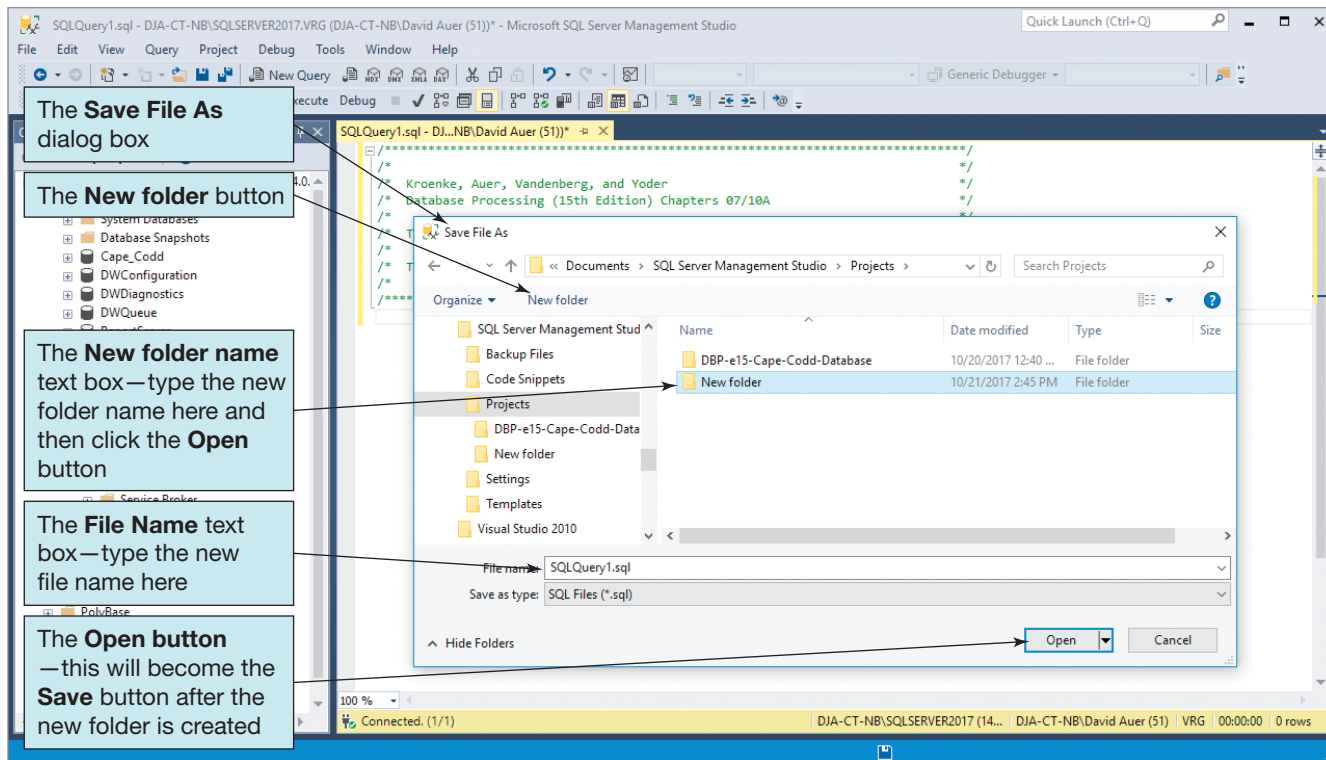 SQLQuery1.sql - DJA-CT-NB\SQLSERVER2017.VRG (DJA-CT-NB\David Auer (51))* - Microsoft SQL Server Management Studio
Quick Launch (Ctrl+Q)
File Edit View Query Project Debug Tools Window Help
New Query
Generic Debugger
Execute Debug
The Save File As
dialog box
SQLQuery1.sql - DJ...NB\David Auer (51))*
/*******************************************************************************/
/* */
/* Kroenke, Auer, Vandenberg, and Yoder */
/* Database Processing (15th Edition) Chapters 07/10A */
/* */
/* T
/*
/* T
/*
/****
The New folder button
4.0.
System Databases
Database Snapshots
Cape_Codd
DWConfiguration
DWDiagnostics
DWQueue
ReportServer
The New folder name
text box—type the new
folder name here and
then click the Open
button
Service Broker
The File Name text
box—type the new
file name here
PolyBase
The Open button
—this will become the
Save button after the
new folder is created
Save File As
« Documents > SQL Server Management Studio > Projects >
Search Projects
Organize New folder
SQL Server Management Stud
Backup Files
Code Snippets
Projects
DBP-e15-Cape-Codd-Data
New folder
Settings
Templates
Visual Studio 2010
Name Date modified Type Size
DBP-e15-Cape-Codd-Database 10/20/2017 12:40 ... File folder
New folder 10/21/2017 2:45 PM File folder
File name: SQLQuery1.sql
Save as type: SQL Files (*.sql)
Hide Folders
Open Cancel
100 %
Connected. (1/1)
DJA-CT-NB\SQLSERVER2017 (14... DJA-CT-NB\David Auer (51) VRG 00:00:00 0 rows